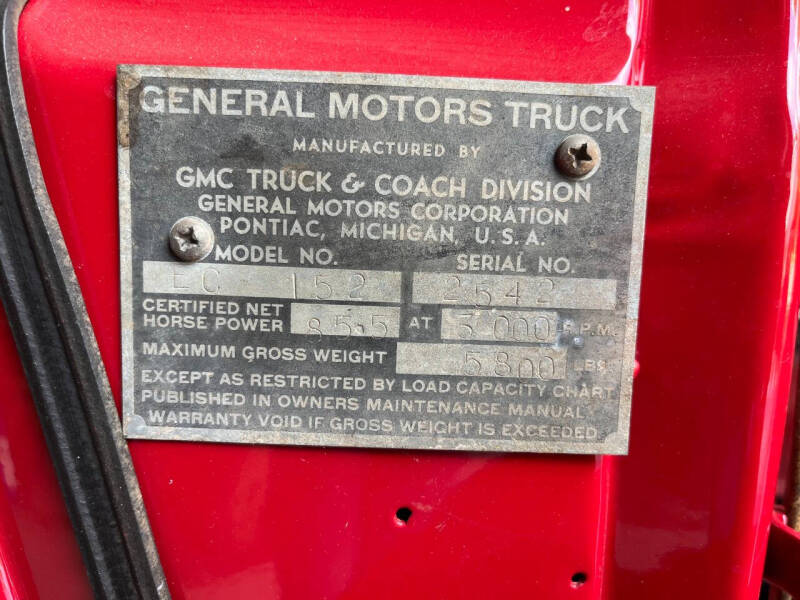 GENERAL MOTORS TRUCK
MANUFACTURED BY
GMC TRUCK & COACH DIVISION
GENERAL MOTORS CORPORATION
PONTIAC, MICHIGAN, U. S. A.
MODEL NO. SERIAL NO.
EC 152 2542
CERTIFIED NET
HORSE POWER 85.5 AT 3000 R.P.M.
MAXIMUM GROSS WEIGHT 5800 LBS.
EXCEPT AS RESTRICTED BY LOAD CAPACITY CHART
PUBLISHED IN OWNERS MAINTENANCE MANUAL
WARRANTY VOID IF GROSS WEIGHT IS EXCEEDED